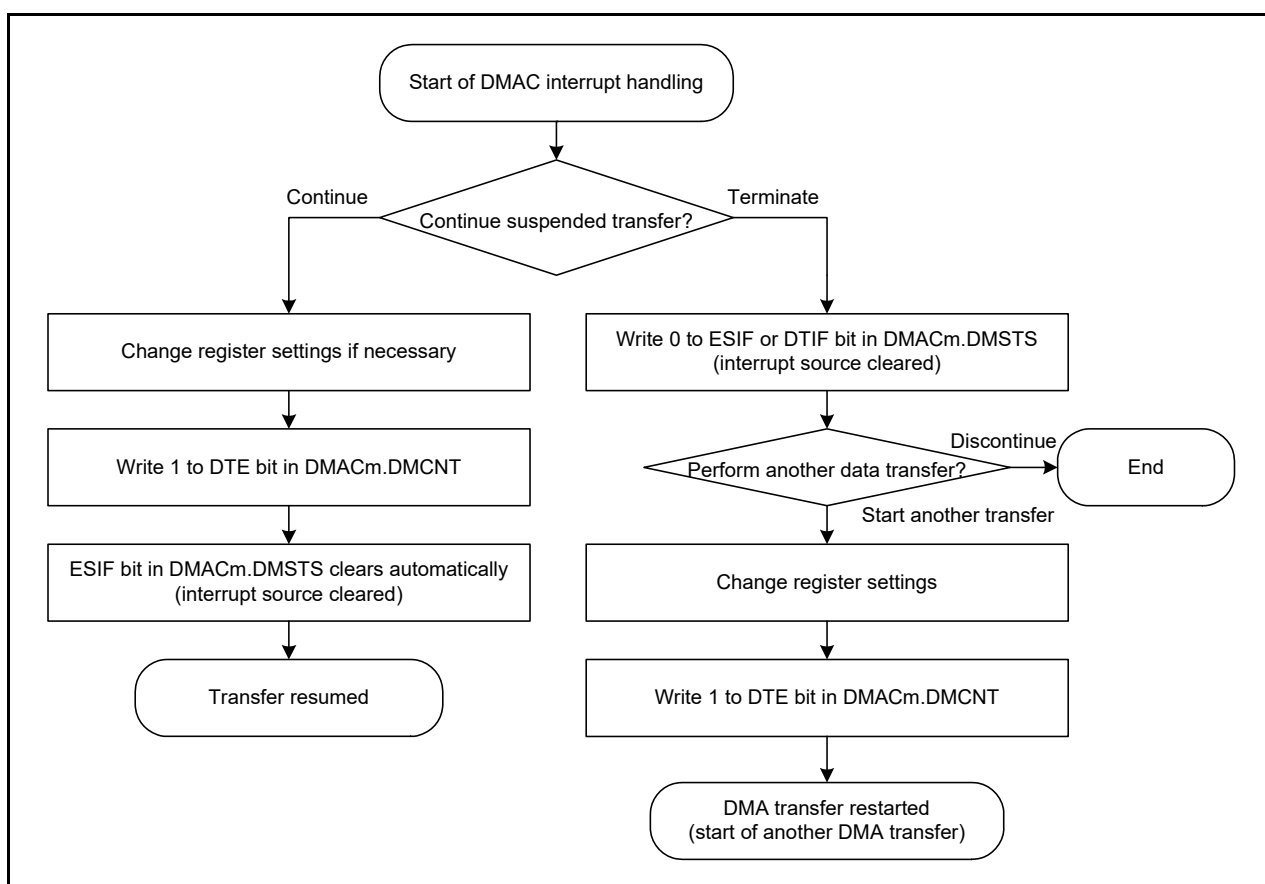 Start of DMAC interrupt handling
Continue
Terminate
Continue suspended transfer?
Change register settings if necessary
Write 1 to DTE bit in DMACm.DMCNT
ESIF bit in DMACm.DMSTS clears automatically
(interrupt source cleared)
Transfer resumed
Write 0 to ESIF or DTIF bit in DMACm.DMSTS
(interrupt source cleared)
Perform another data transfer?
Discontinue
End
Start another transfer
Change register settings
Write 1 to DTE bit in DMACm.DMCNT
DMA transfer restarted
(start of another DMA transfer)